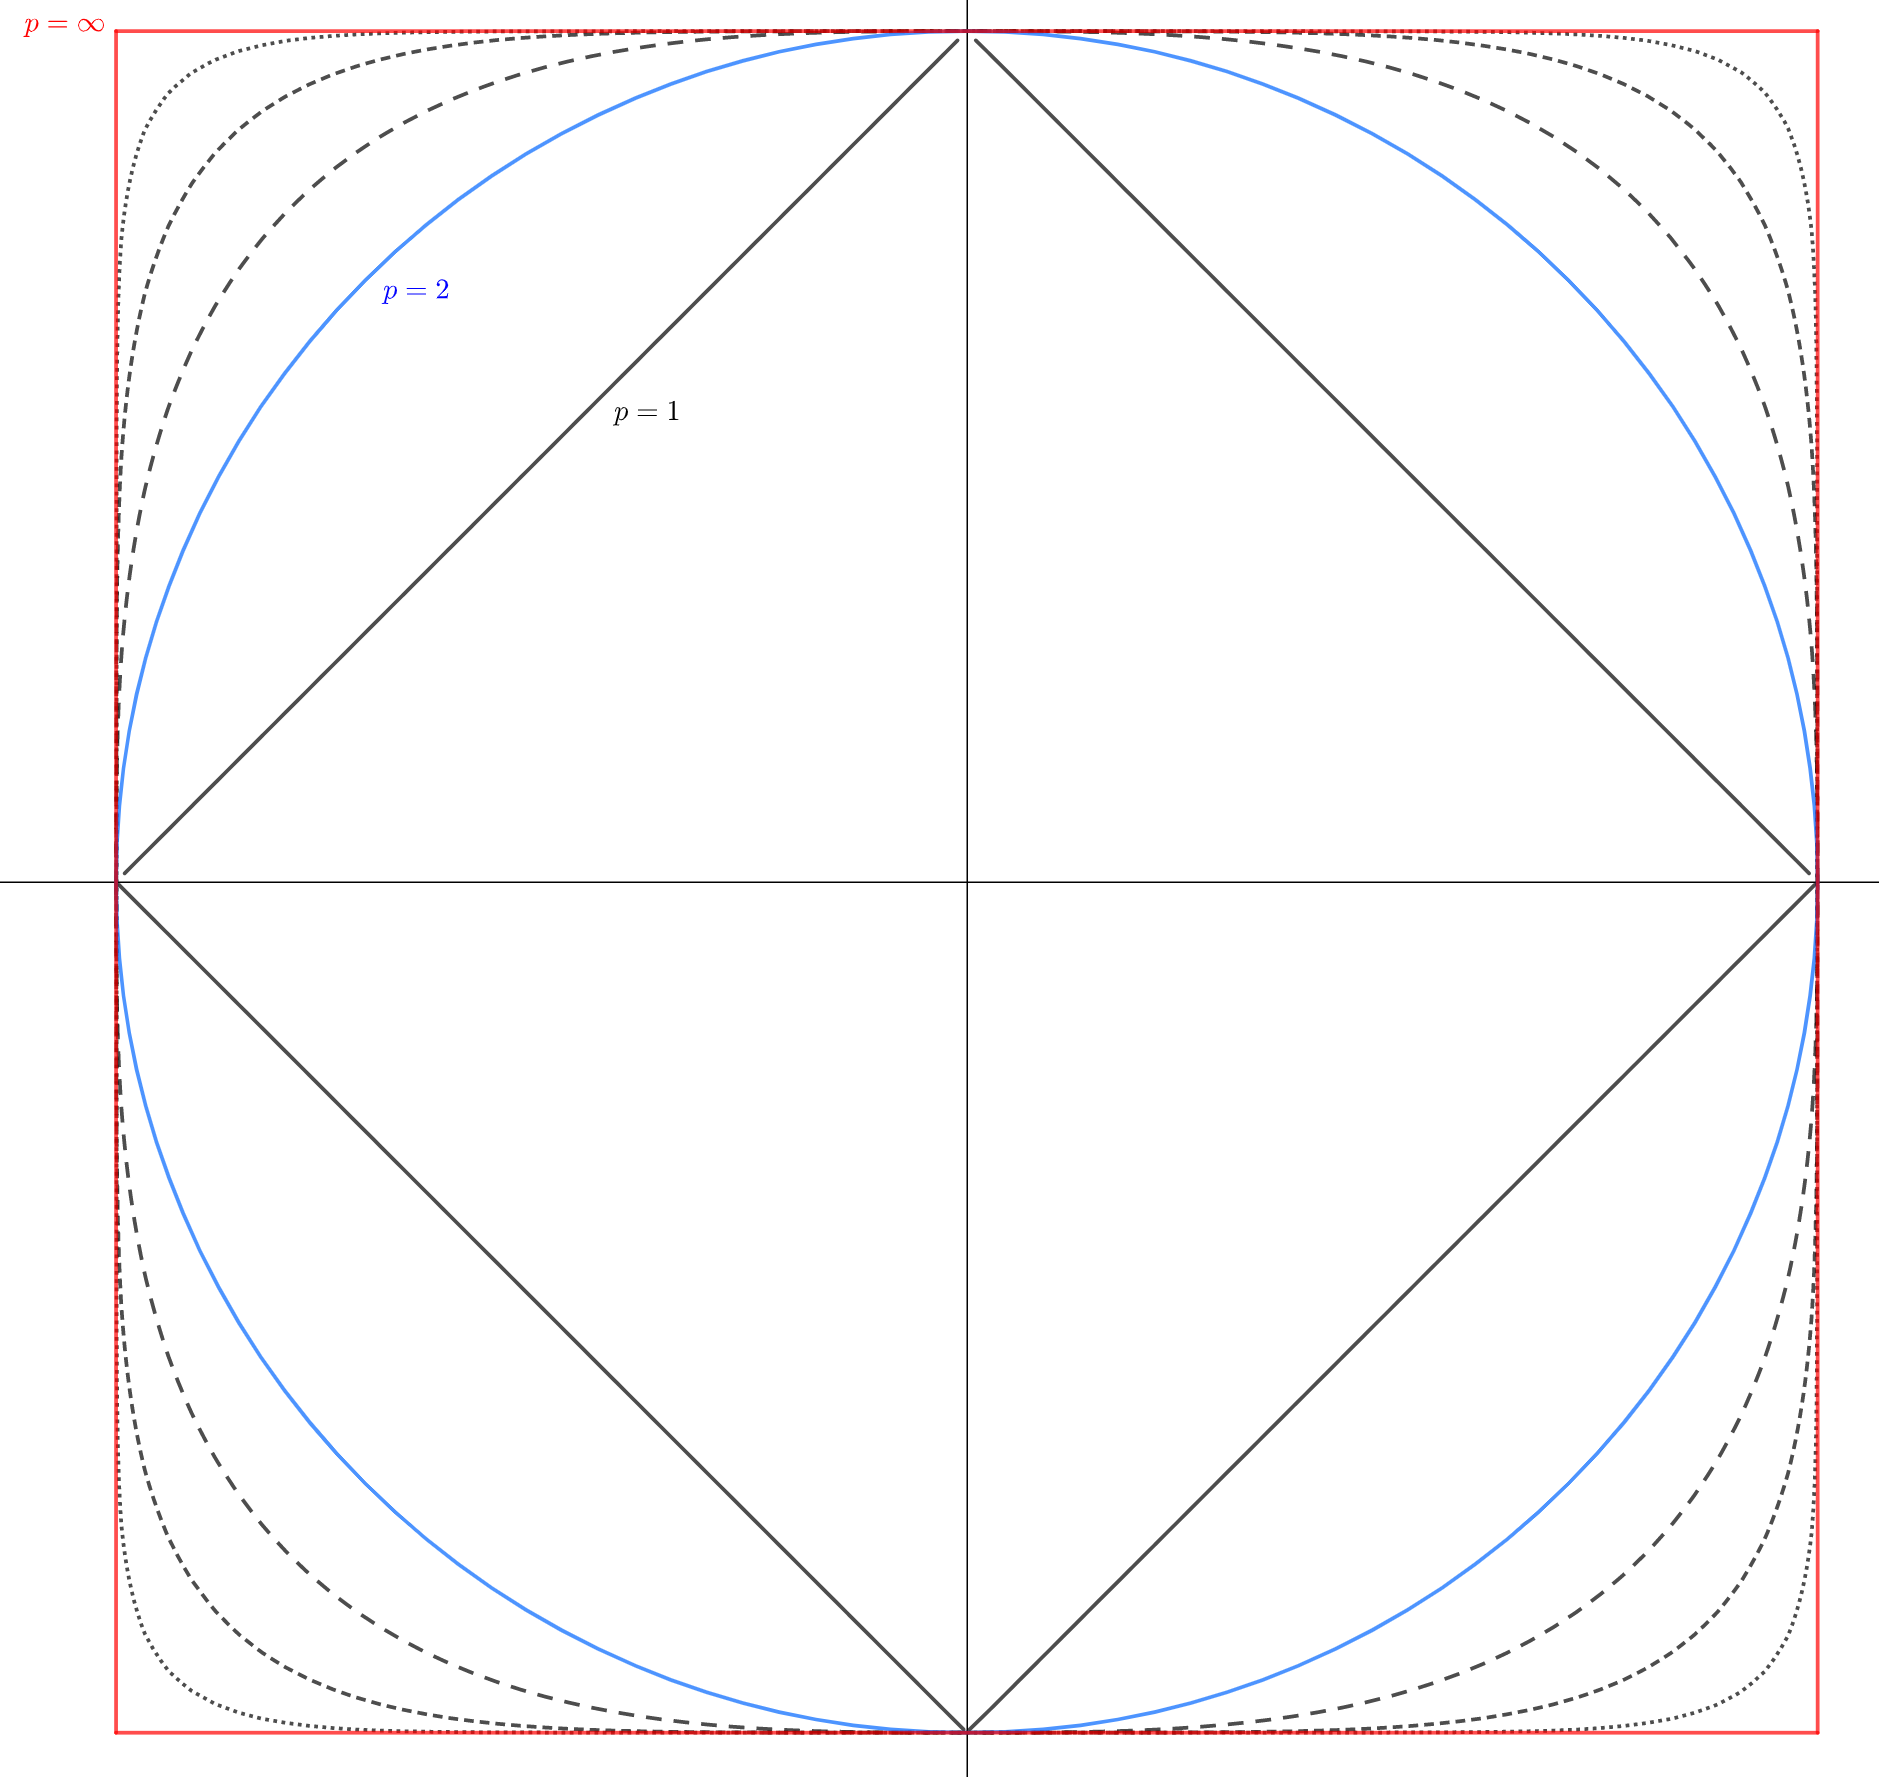 p = ∞
p = 2
p = 1